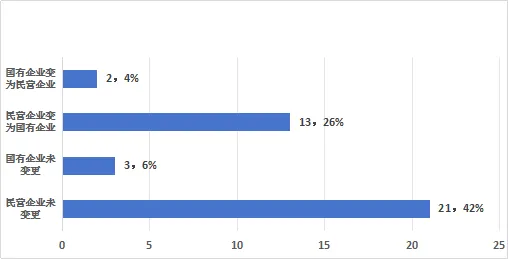 国有企业变
为民营企业
2，4%
民营企业变
为国有企业
13，26%
国有企业未
变更
3，6%
民营企业未
变更
21，42%
0
5
10
15
20
25